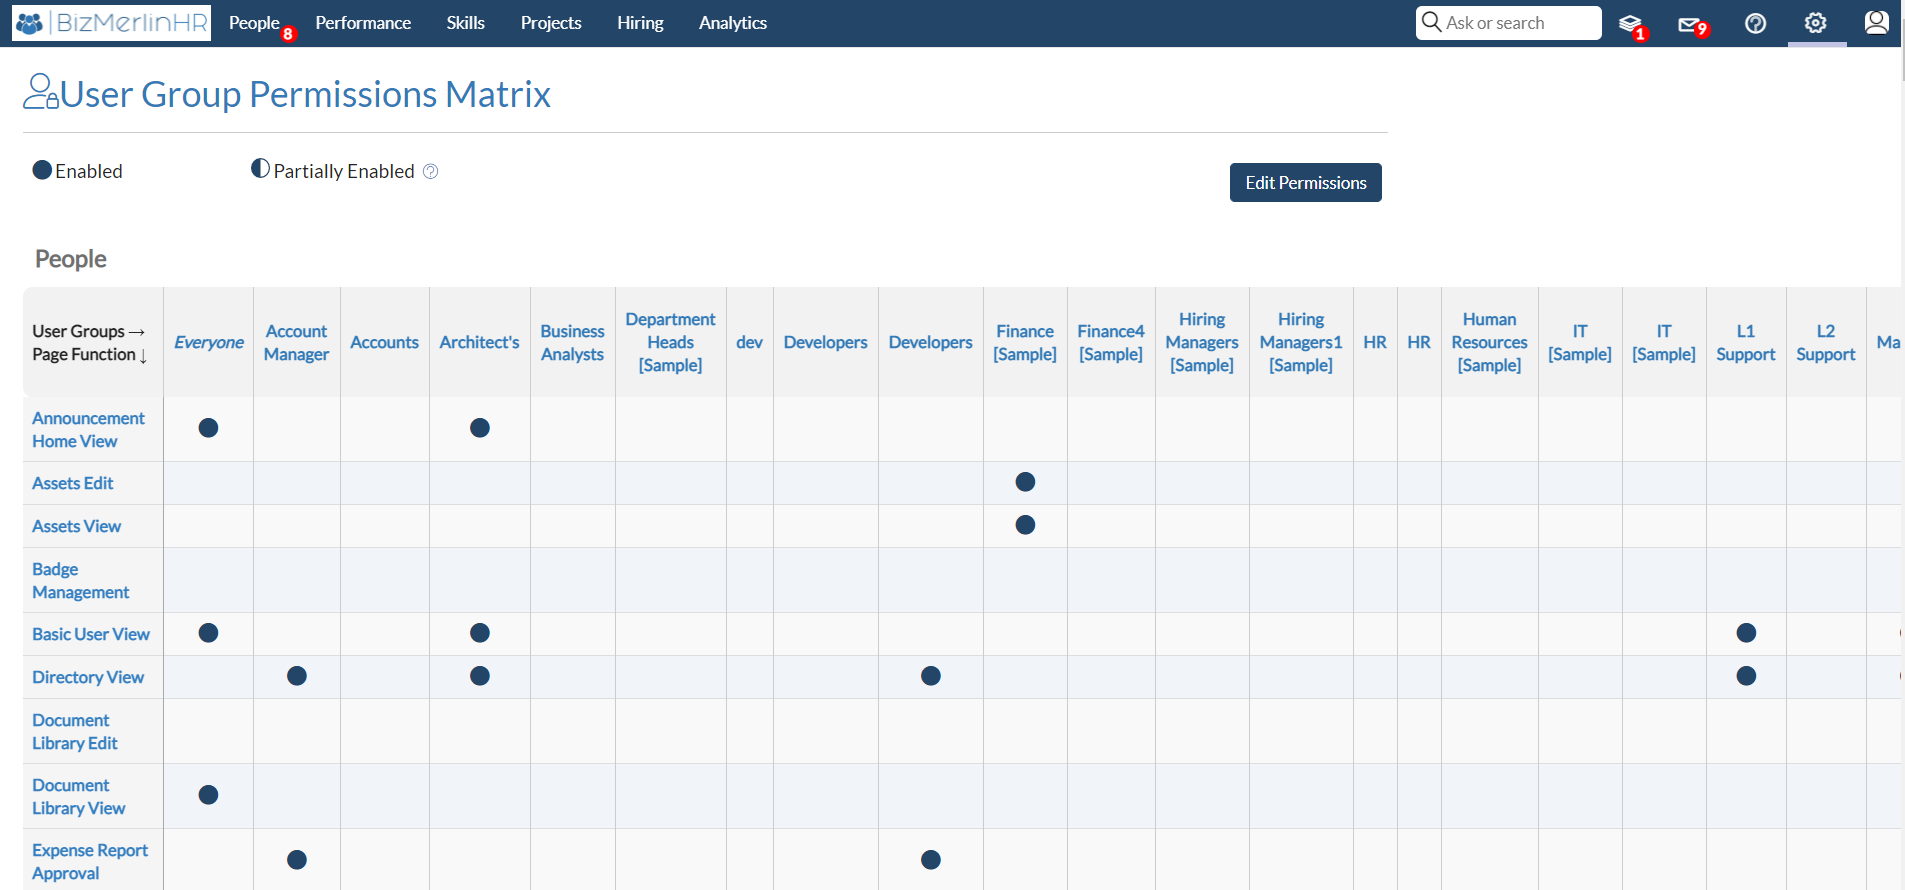 BizMerlinHR
People 8 Performance Skills Projects Hiring Analytics Ask or search 1 9
User Group Permissions Matrix
Enabled Partially Enabled ?
Edit Permissions
People
User Groups →
Page Function ↓
Everyone
Account
Manager
Accounts
Architect's
Business
Analysts
Department
Heads
[Sample]
dev
Developers
Developers
Finance
[Sample]
Finance4
[Sample]
Hiring
Managers
[Sample]
Hiring
Managers1
[Sample]
HR
HR
Human
Resources
[Sample]
IT
[Sample]
IT
[Sample]
L1
Support
L2
Support
Ma
Announcement
Home View
Assets Edit
Assets View
Badge
Management
Basic User View
Directory View
Document
Library Edit
Document
Library View
Expense Report
Approval